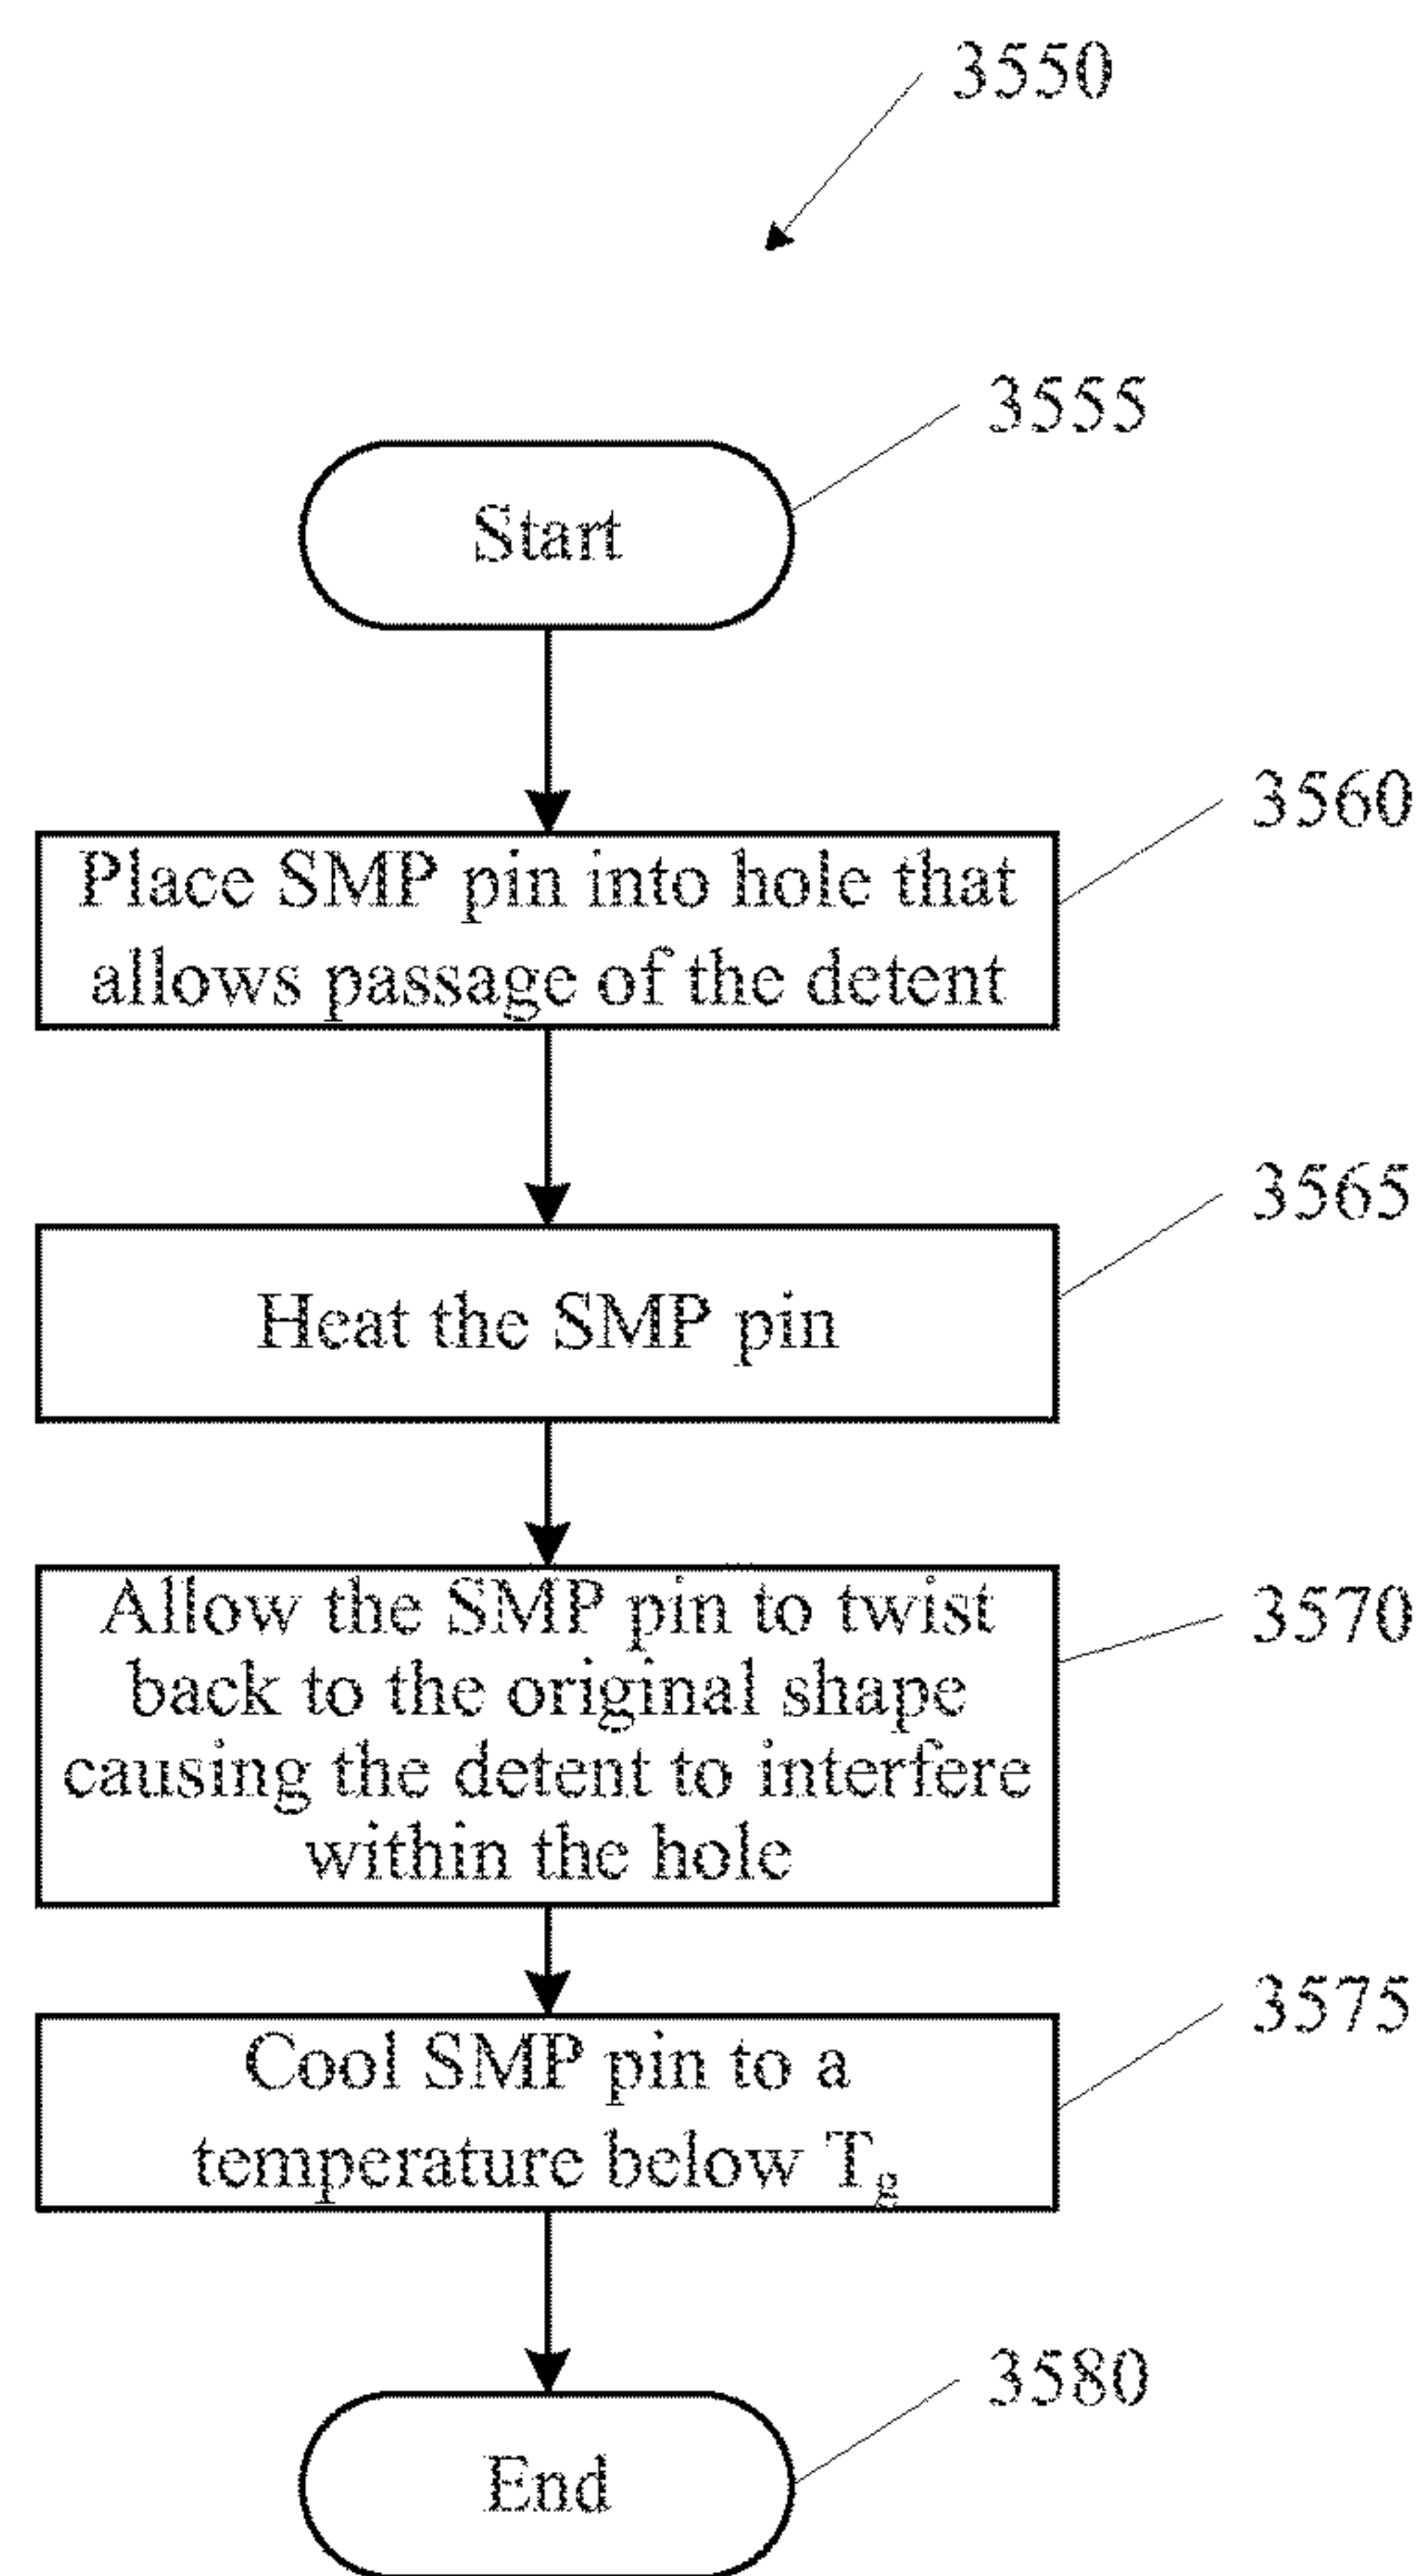 3550
3555
Start
3560
Place SMP pin into hole that
allows passage of the detent
3565
Heat the SMP pin
3570
Allow the SMP pin to twist
back to the original shape
causing the detent to interfere
within the hole
3575
Cool SMP pin to a
temperature below Tg
3580
End